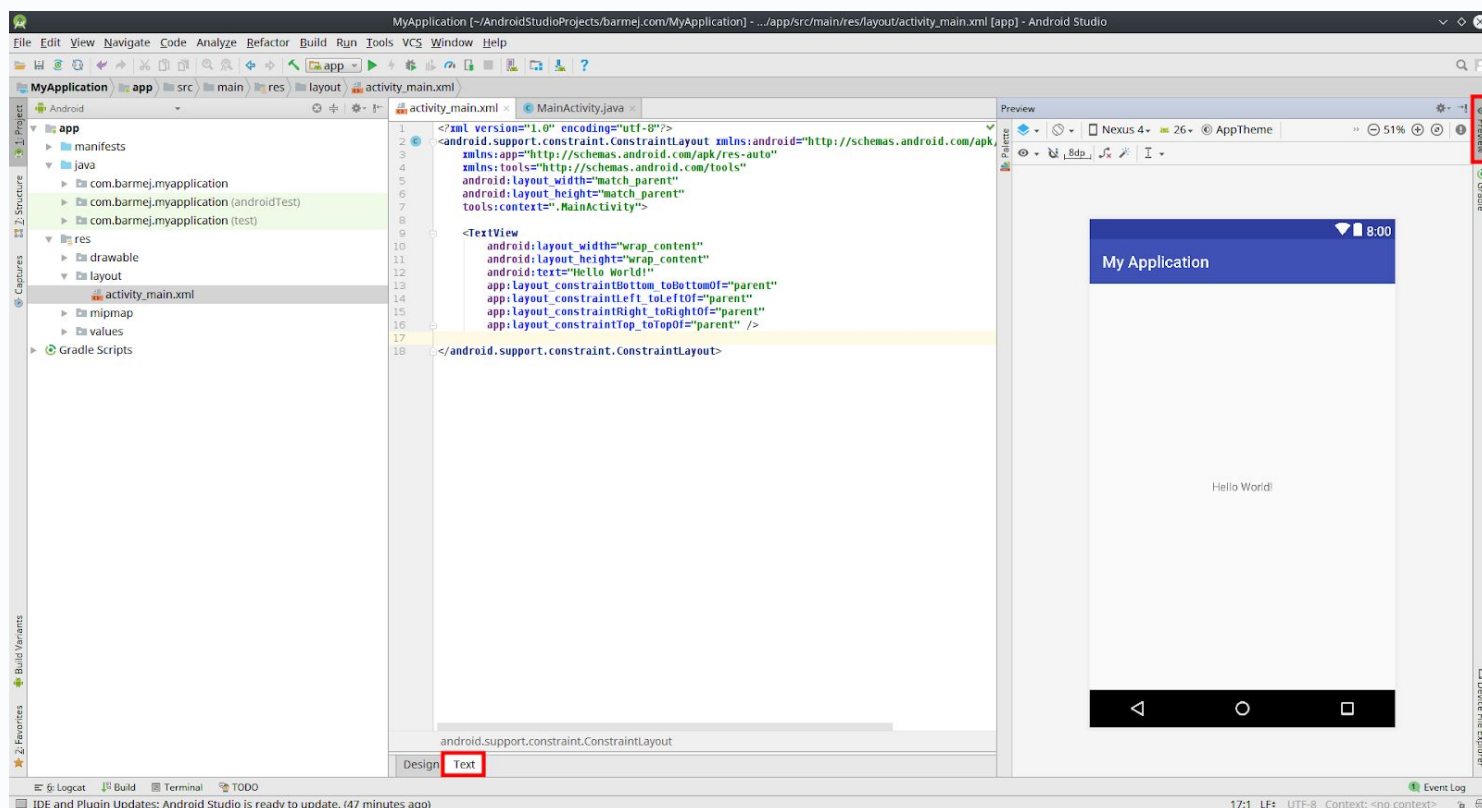 MyApplication [~/AndroidStudioProjects/barmej.com/MyApplication] - .../app/src/main/res/layout/activity_main.xml [app] - Android Studio
File Edit View Navigate Code Analyze Refactor Build Run Tools VCS Window Help
app
MyApplication app src main res layout activity_main.xml
1: Project
2: Structure
Captures
Build Variants
2: Favorites
Android
app
manifests
java
com.barmej.myapplication
com.barmej.myapplication (androidTest)
com.barmej.myapplication (test)
res
drawable
layout
activity_main.xml
mipmap
values
Gradle Scripts
activity_main.xml MainActivity.java
1 <?xml version="1.0" encoding="utf-8"?>
2 <android.support.constraint.ConstraintLayout xmlns:android="http://schemas.android.com/apk
3 xmlns:app="http://schemas.android.com/apk/res-auto"
4 xmlns:tools="http://schemas.android.com/tools"
5 android:layout_width="match_parent"
6 android:layout_height="match_parent"
7 tools:context=".MainActivity">
8
9 <TextView
10 android:layout_width="wrap_content"
11 android:layout_height="wrap_content"
12 android:text="Hello World!"
13 app:layout_constraintBottom_toBottomOf="parent"
14 app:layout_constraintLeft_toLeftOf="parent"
15 app:layout_constraintRight_toRightOf="parent"
16 app:layout_constraintTop_toTopOf="parent" />
17
18 </android.support.constraint.ConstraintLayout>
android.support.constraint.ConstraintLayout
Design Text
Preview
Palette
Nexus 4 26 AppTheme 51%
8dp
8:00
My Application
Hello World!
Preview
Gradle
Device File Explorer
6: Logcat Build Terminal TODO Event Log
IDE and Plugin Updates: Android Studio is ready to update. (47 minutes ago) 17:1 LF UTF-8 Context: <no context>